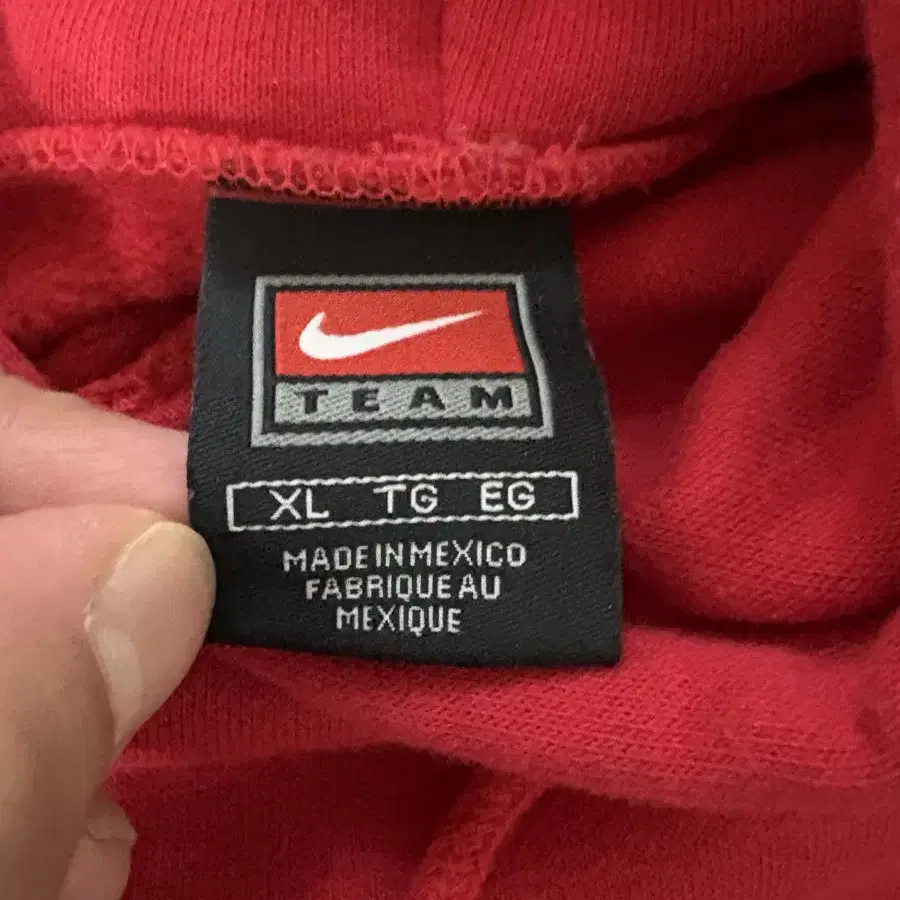 TEAM
XL TG EG
MADE IN MEXICO
FABRIQUE AU
MEXIQUE